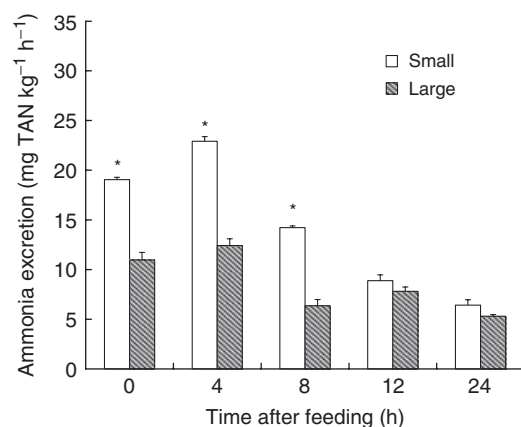 Ammonia excretion (mg TAN kg⁻¹ h⁻¹)
35
30
25
20
15
10
5
0
Small
Large
*
*
*
0 4 8 12 24
Time after feeding (h)